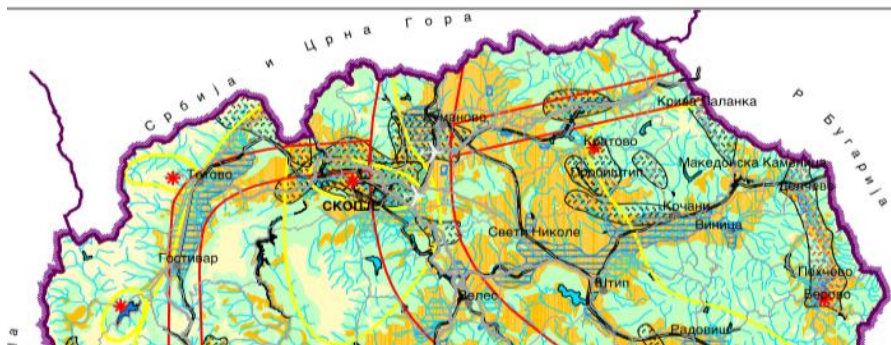 Србија и Црна Гора
Р Бугарија
Крива Паланка
Куманово
Кратово
Македонска Каменица
Тетово
Пробиштип
Делчево
СКОПЈЕ
Кочани
Виница
Свети Николе
Гостивар
Пехчево
Велес
Штип
Берово
Радовиш